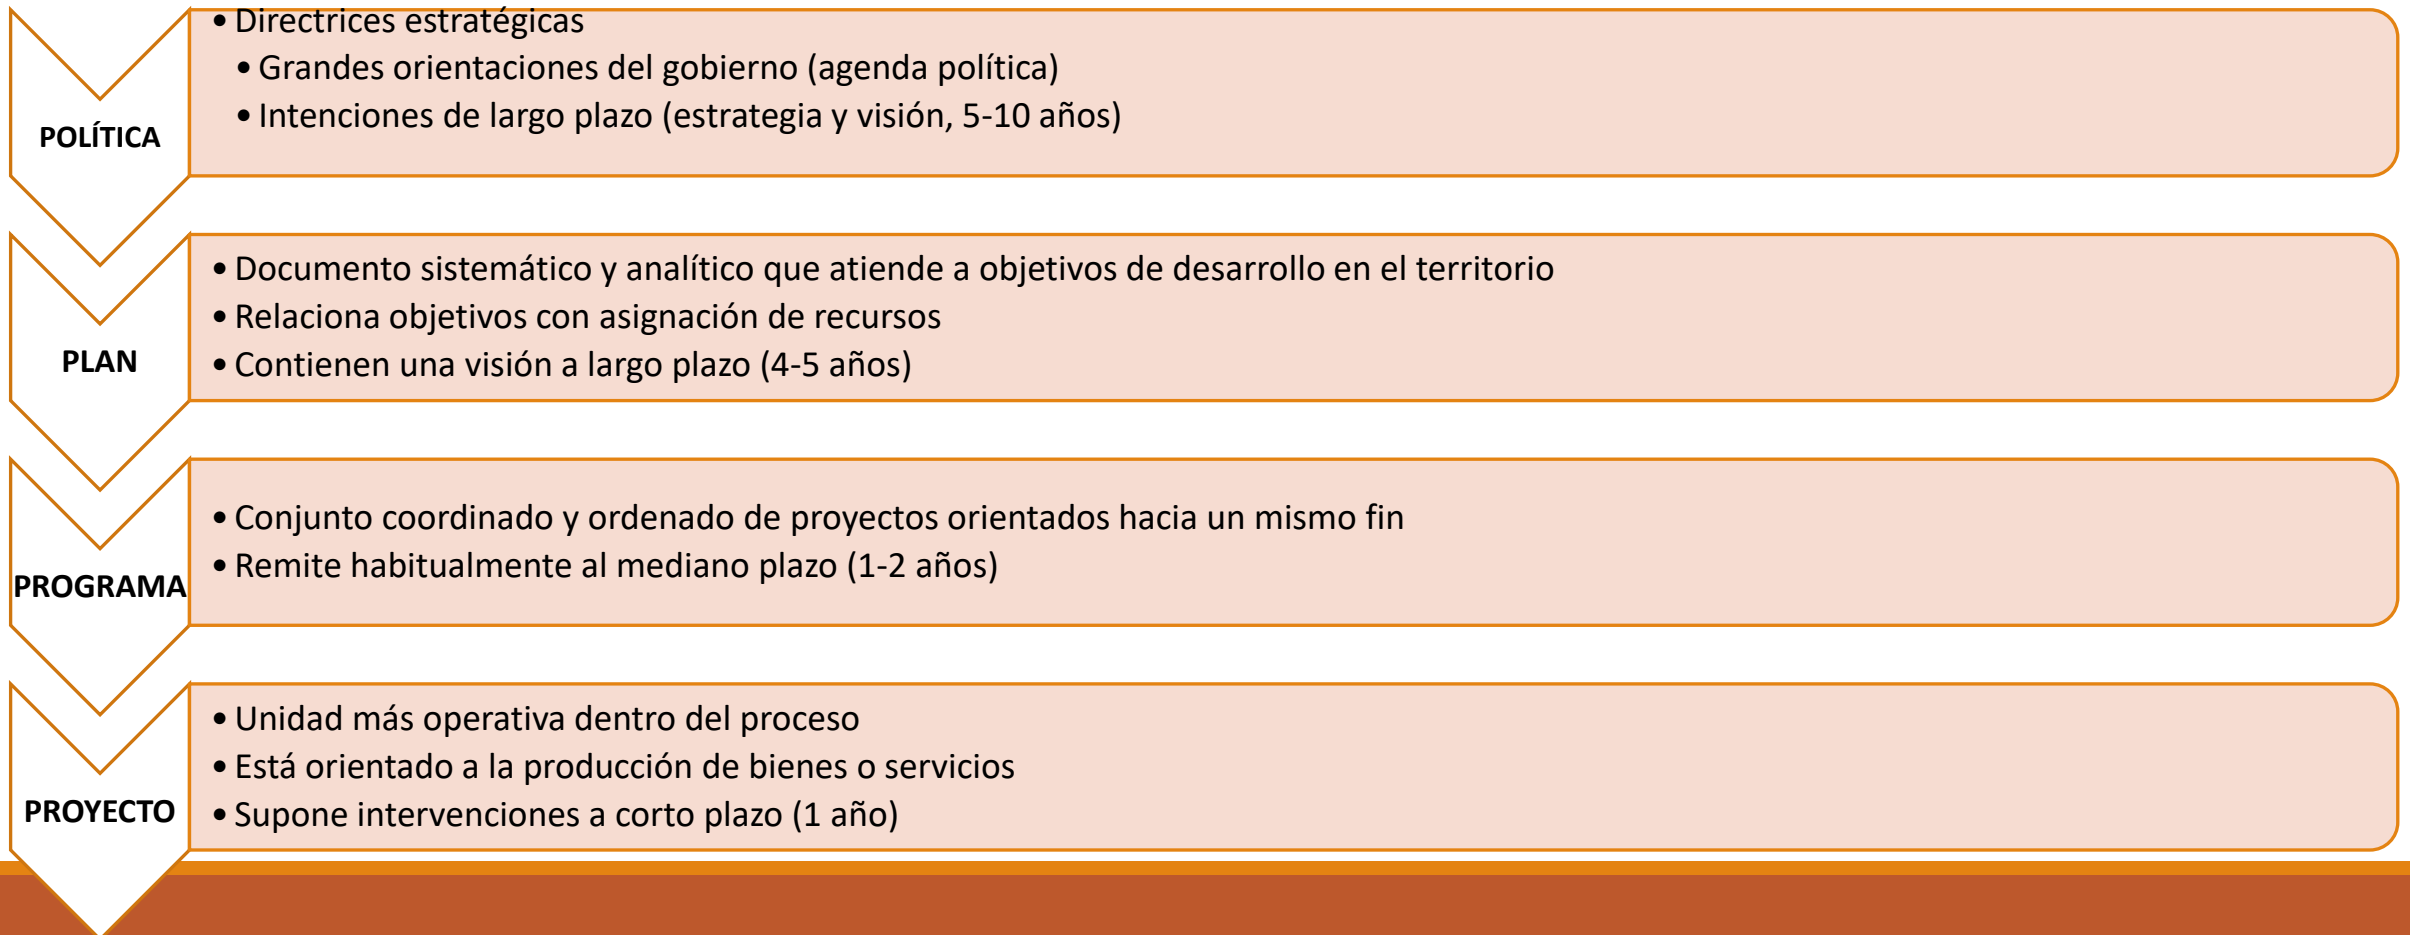 POLÍTICA
• Directrices estratégicas
• Grandes orientaciones del gobierno (agenda política)
• Intenciones de largo plazo (estrategia y visión, 5-10 años)
PLAN
• Documento sistemático y analítico que atiende a objetivos de desarrollo en el territorio
• Relaciona objetivos con asignación de recursos
• Contienen una visión a largo plazo (4-5 años)
PROGRAMA
• Conjunto coordinado y ordenado de proyectos orientados hacia un mismo fin
• Remite habitualmente al mediano plazo (1-2 años)
PROYECTO
• Unidad más operativa dentro del proceso
• Está orientado a la producción de bienes o servicios
• Supone intervenciones a corto plazo (1 año)